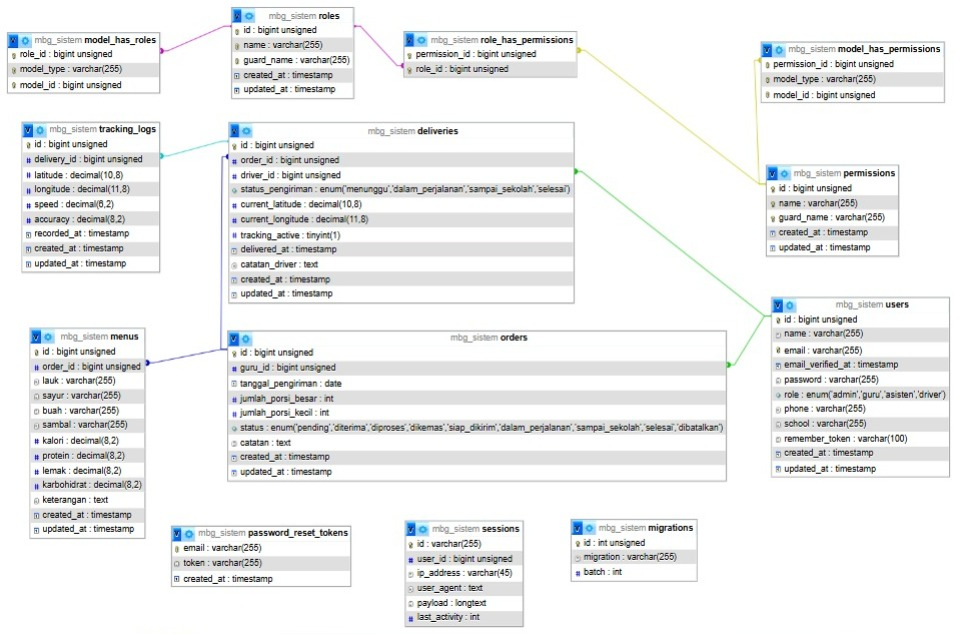 mbg_sistem model_has_roles
role_id : bigint unsigned
model_type : varchar(255)
model_id : bigint unsigned
mbg_sistem roles
id : bigint unsigned
name : varchar(255)
guard_name : varchar(255)
created_at : timestamp
updated_at : timestamp
mbg_sistem role_has_permissions
permission_id : bigint unsigned
role_id : bigint unsigned
mbg_sistem model_has_permissions
permission_id : bigint unsigned
model_type : varchar(255)
model_id : bigint unsigned
mbg_sistem tracking_logs
id : bigint unsigned
delivery_id : bigint unsigned
latitude : decimal(10,8)
longitude : decimal(11,8)
speed : decimal(6,2)
accuracy : decimal(8,2)
recorded_at : timestamp
created_at : timestamp
updated_at : timestamp
mbg_sistem deliveries
id : bigint unsigned
order_id : bigint unsigned
driver_id : bigint unsigned
status_pengiriman : enum('menunggu','dalam_perjalanan','sampai_sekolah','selesai')
current_latitude : decimal(10,8)
current_longitude : decimal(11,8)
tracking_active : tinyint(1)
delivered_at : timestamp
catatan_driver : text
created_at : timestamp
updated_at : timestamp
mbg_sistem permissions
id : bigint unsigned
name : varchar(255)
guard_name : varchar(255)
created_at : timestamp
updated_at : timestamp
mbg_sistem menus
id : bigint unsigned
order_id : bigint unsigned
lauk : varchar(255)
sayur : varchar(255)
buah : varchar(255)
sambal : varchar(255)
kalori : decimal(8,2)
protein : decimal(8,2)
lemak : decimal(8,2)
karbohidrat : decimal(8,2)
keterangan : text
created_at : timestamp
updated_at : timestamp
mbg_sistem orders
id : bigint unsigned
guru_id : bigint unsigned
tanggal_pengiriman : date
jumlah_porsi_besar : int
jumlah_porsi_kecil : int
status : enum('pending','diterima','diproses','dikemas','siap_dikirim','dalam_perjalanan','sampai_sekolah','selesai','dibatalkan')
catatan : text
created_at : timestamp
updated_at : timestamp
mbg_sistem users
id : bigint unsigned
name : varchar(255)
email : varchar(255)
email_verified_at : timestamp
password : varchar(255)
role : enum('admin','guru','asisten','driver')
phone : varchar(255)
school : varchar(255)
remember_token : varchar(100)
created_at : timestamp
updated_at : timestamp
mbg_sistem password_reset_tokens
email : varchar(255)
token : varchar(255)
created_at : timestamp
mbg_sistem sessions
id : varchar(255)
user_id : bigint unsigned
ip_address : varchar(45)
user_agent : text
payload : longtext
last_activity : int
mbg_sistem migrations
id : int unsigned
migration : varchar(255)
batch : int